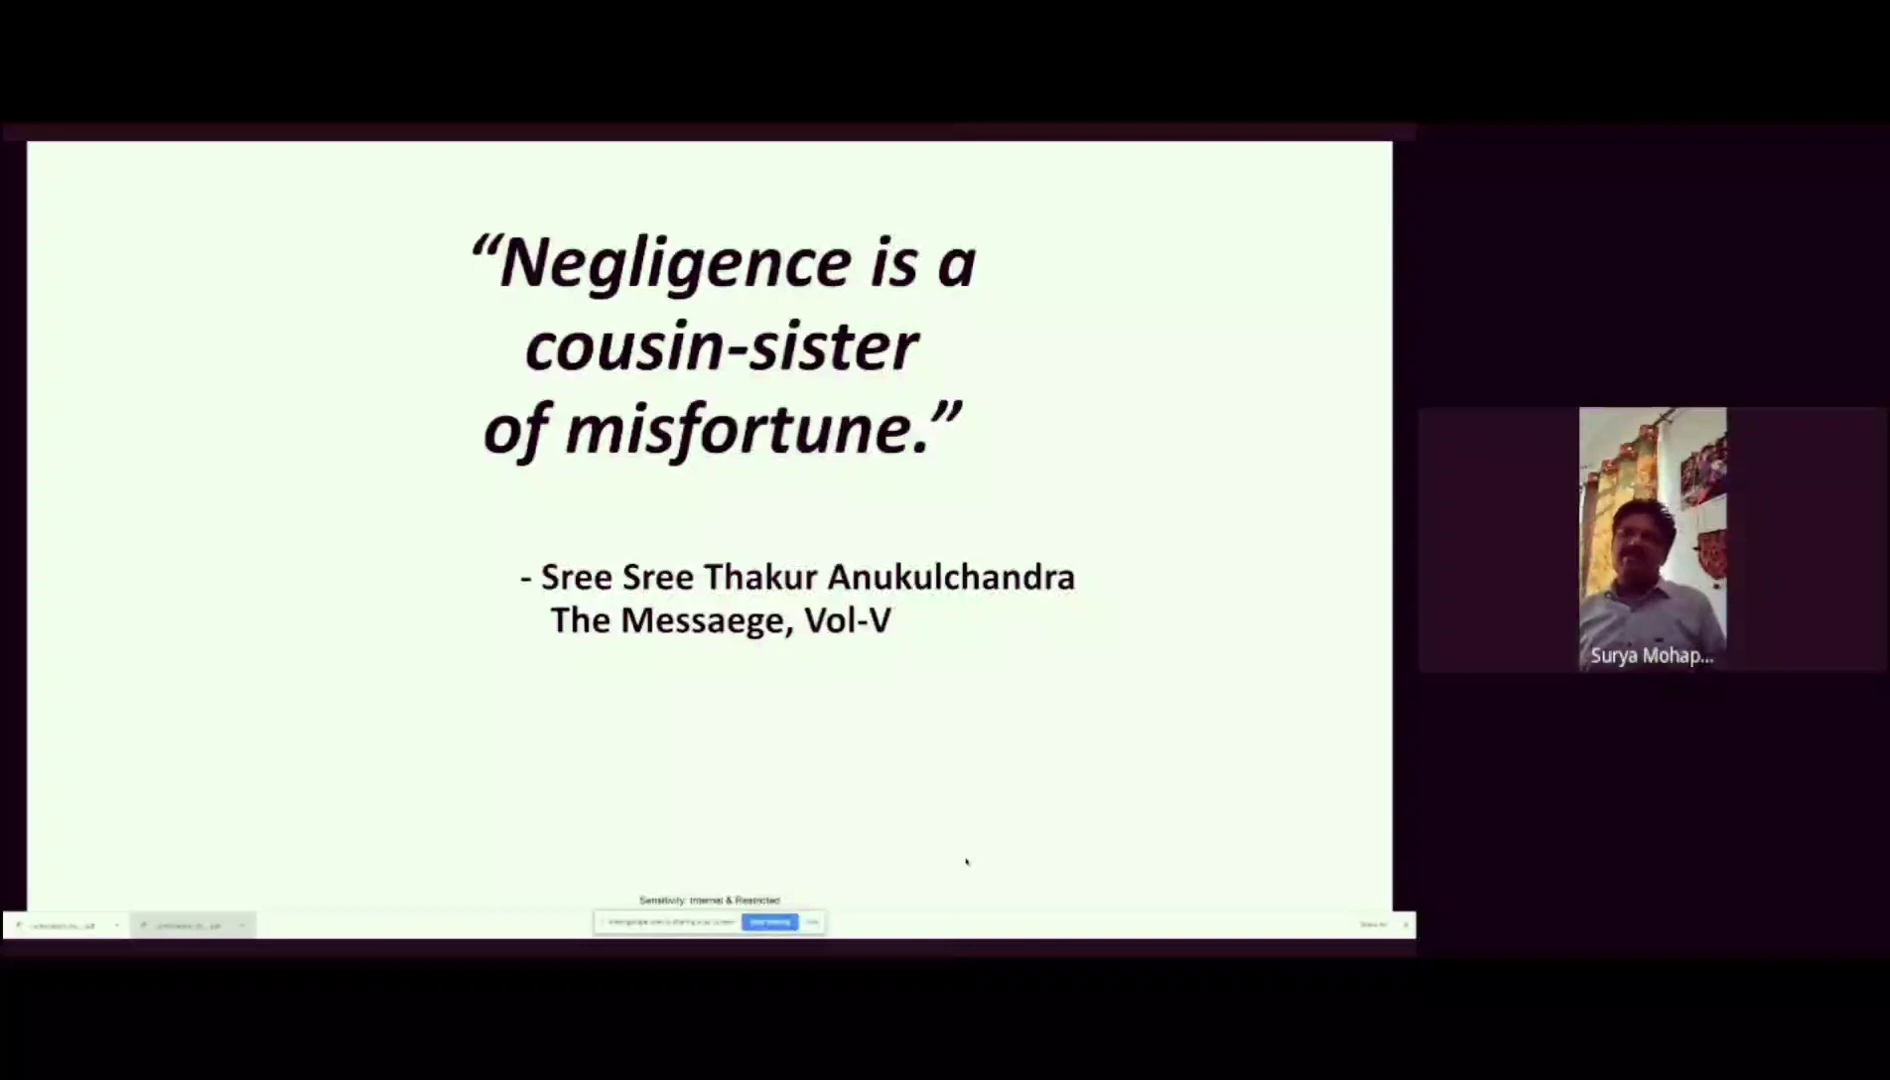 “Negligence is a
cousin-sister
of misfortune.”
- Sree Sree Thakur Anukulchandra
The Messaege, Vol-V
Surya Mohap...
Sensitivity: Internal & Restricted